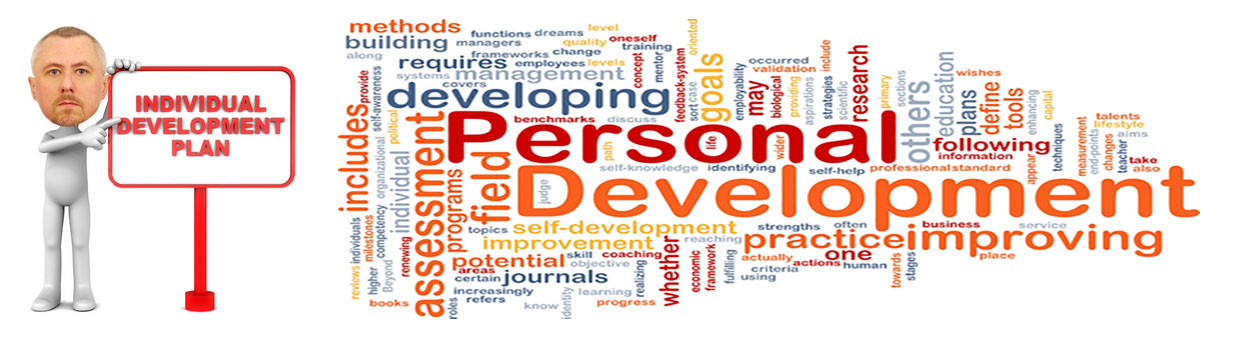 INDIVIDUAL
DEVELOPMENT
PLAN
methods
functions
dreams
level
building
managers
quality
oneself
along
frameworks
change
training
requires
employees
levels
concept
mentor
oriented
systems
management
covers
developing
feedback-system
sort
case
goals
employability
occurred
validation
may
biological
providing
aspirations
strategies
include
scientific
research
primary
sections
others
education
wishes
plans
define
tools
enhancing
capital
provide
self-awareness
political
benchmarks
discuss
Personal
life
path
wider
following
information
appear
techniques
measurement
end-points
talents
lifestyle
changes
aims
teacher
take
also
includes
organizational
individual
assessment
programs
field
judge
self-knowledge
identifying
self-help
professional
standard
Development
individuals
milestones
competency
renewing
topics
self-development
strengths
often
business
service
improvement
reaching
practice
improving
reviews
higher
Beyond
potential
skill
coaching
whether
economic
framework
fulfilling
actually
one
place
areas
objective
criteria
actions
human
towards
stages
certain
journals
realizing
using
increasingly
learning
books
roles
refers
know
identity
progress